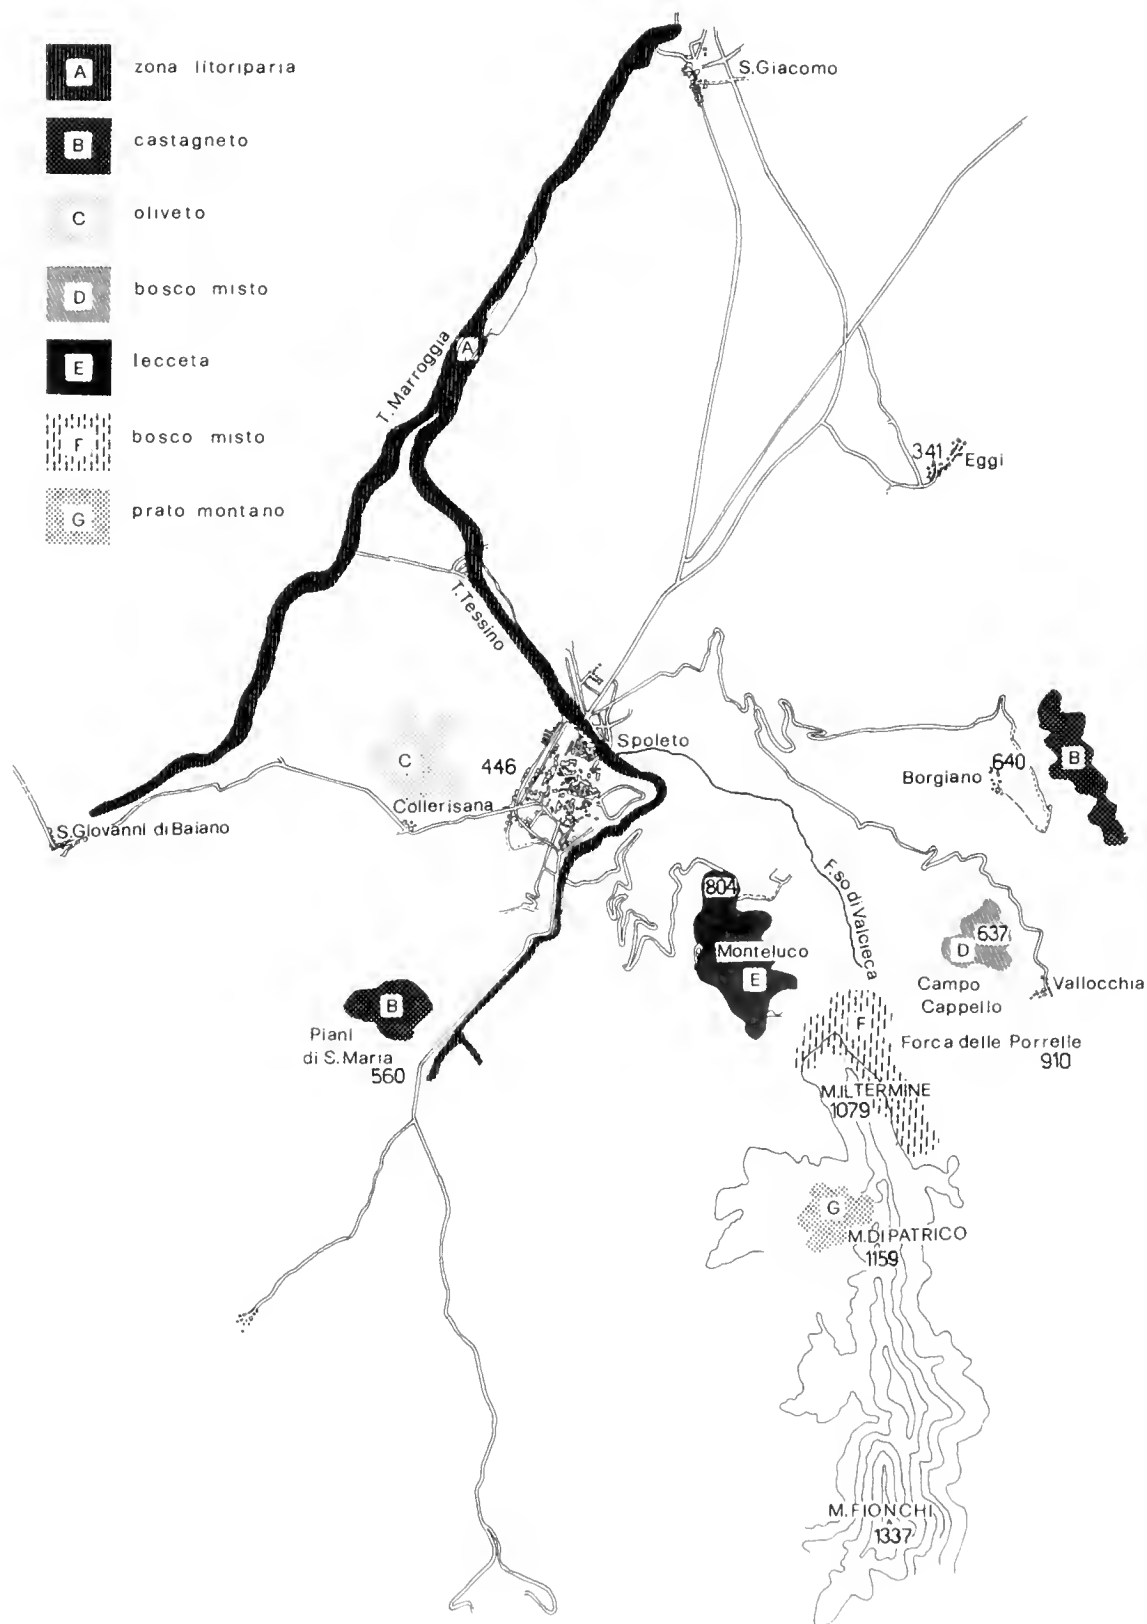 A zona litoriparia
B castagneto
C oliveto
D bosco misto
E lecceta
F bosco misto
G prato montano
S.Giacomo
T. Marroggia
A
341
Eggi
T. Tessino
C
446
Spoleto
Collerisana
S.Giovanni di Baiano
640
B
Borgiano
804
F.so di Valcieca
Monteluco
E
637
D
Campo
Cappello
Vallocchia
B
Piani
di S. Maria
560
F
Forca delle Porrelle
910
M. IL TERMINE
1079
G
M. DI PATRICO
1159
M. FIONCHI
1337